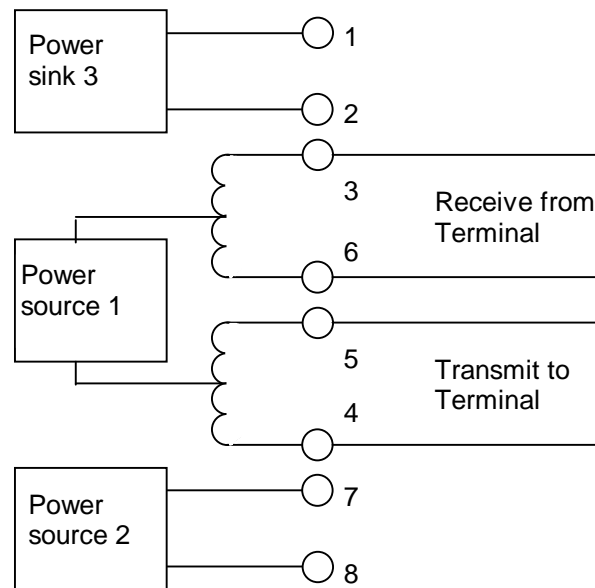 Power
sink 3
1
2
3
Receive from
Terminal
6
Power
source 1
5
Transmit to
Terminal
4
Power
source 2
7
8